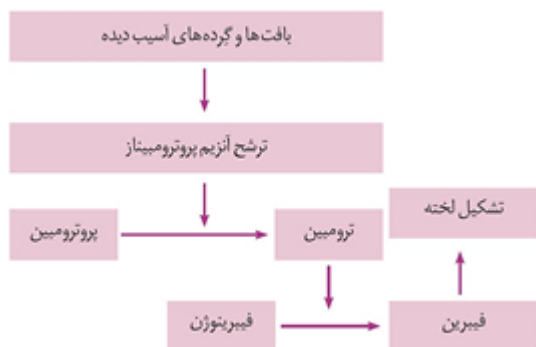 بافت‌ها و گرده‌های آسیب دیده
ترشح آنزیم پروترومبیناز
پروترومبین
ترومبین
تشکیل لخته
فیبرینوژن
فیبرین